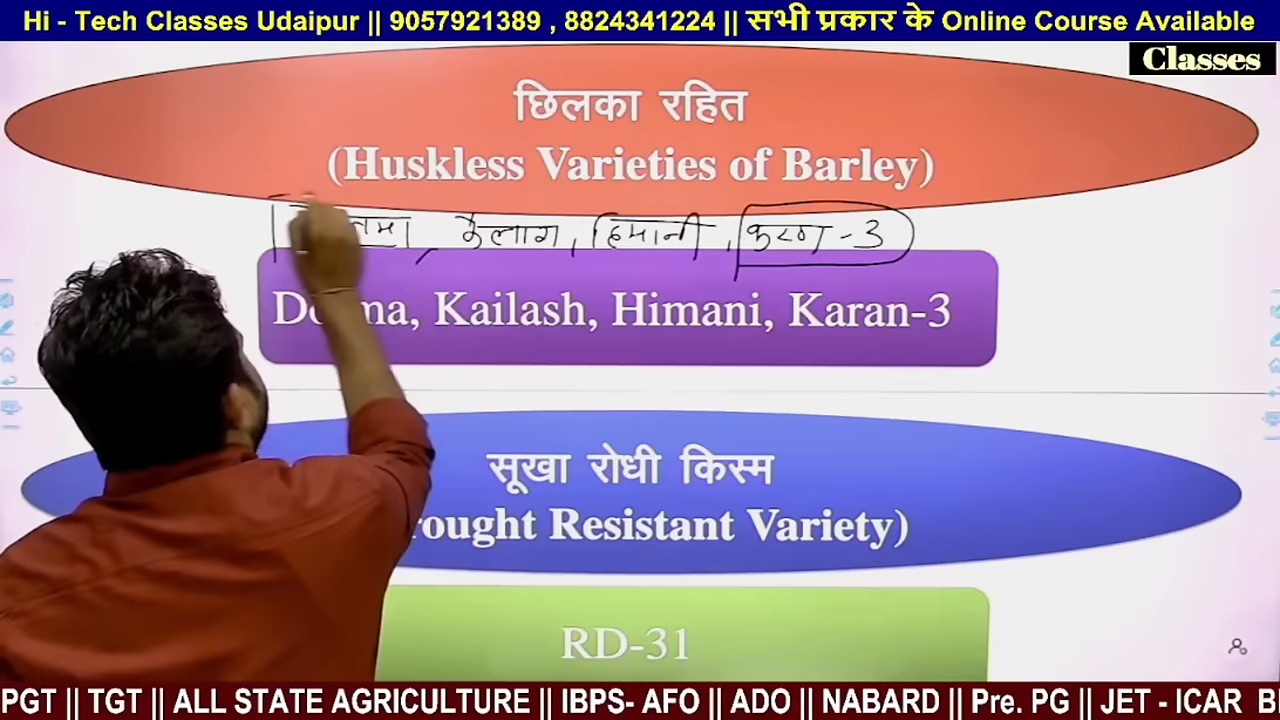 Hi - Tech Classes Udaipur || 9057921389 , 8824341224 || सभी प्रकार के Online Course Available
Classes
छिलका रहित
(Huskless Varieties of Barley)
हिमानी, करण - 3
Kailash, Himani, Karan-3
सूखा रोधी किस्म
Resistant Variety)
RD-31
PGT || TGT || ALL STATE AGRICULTURE || IBPS- AFO || ADO || NABARD || Pre. PG || JET - ICAR